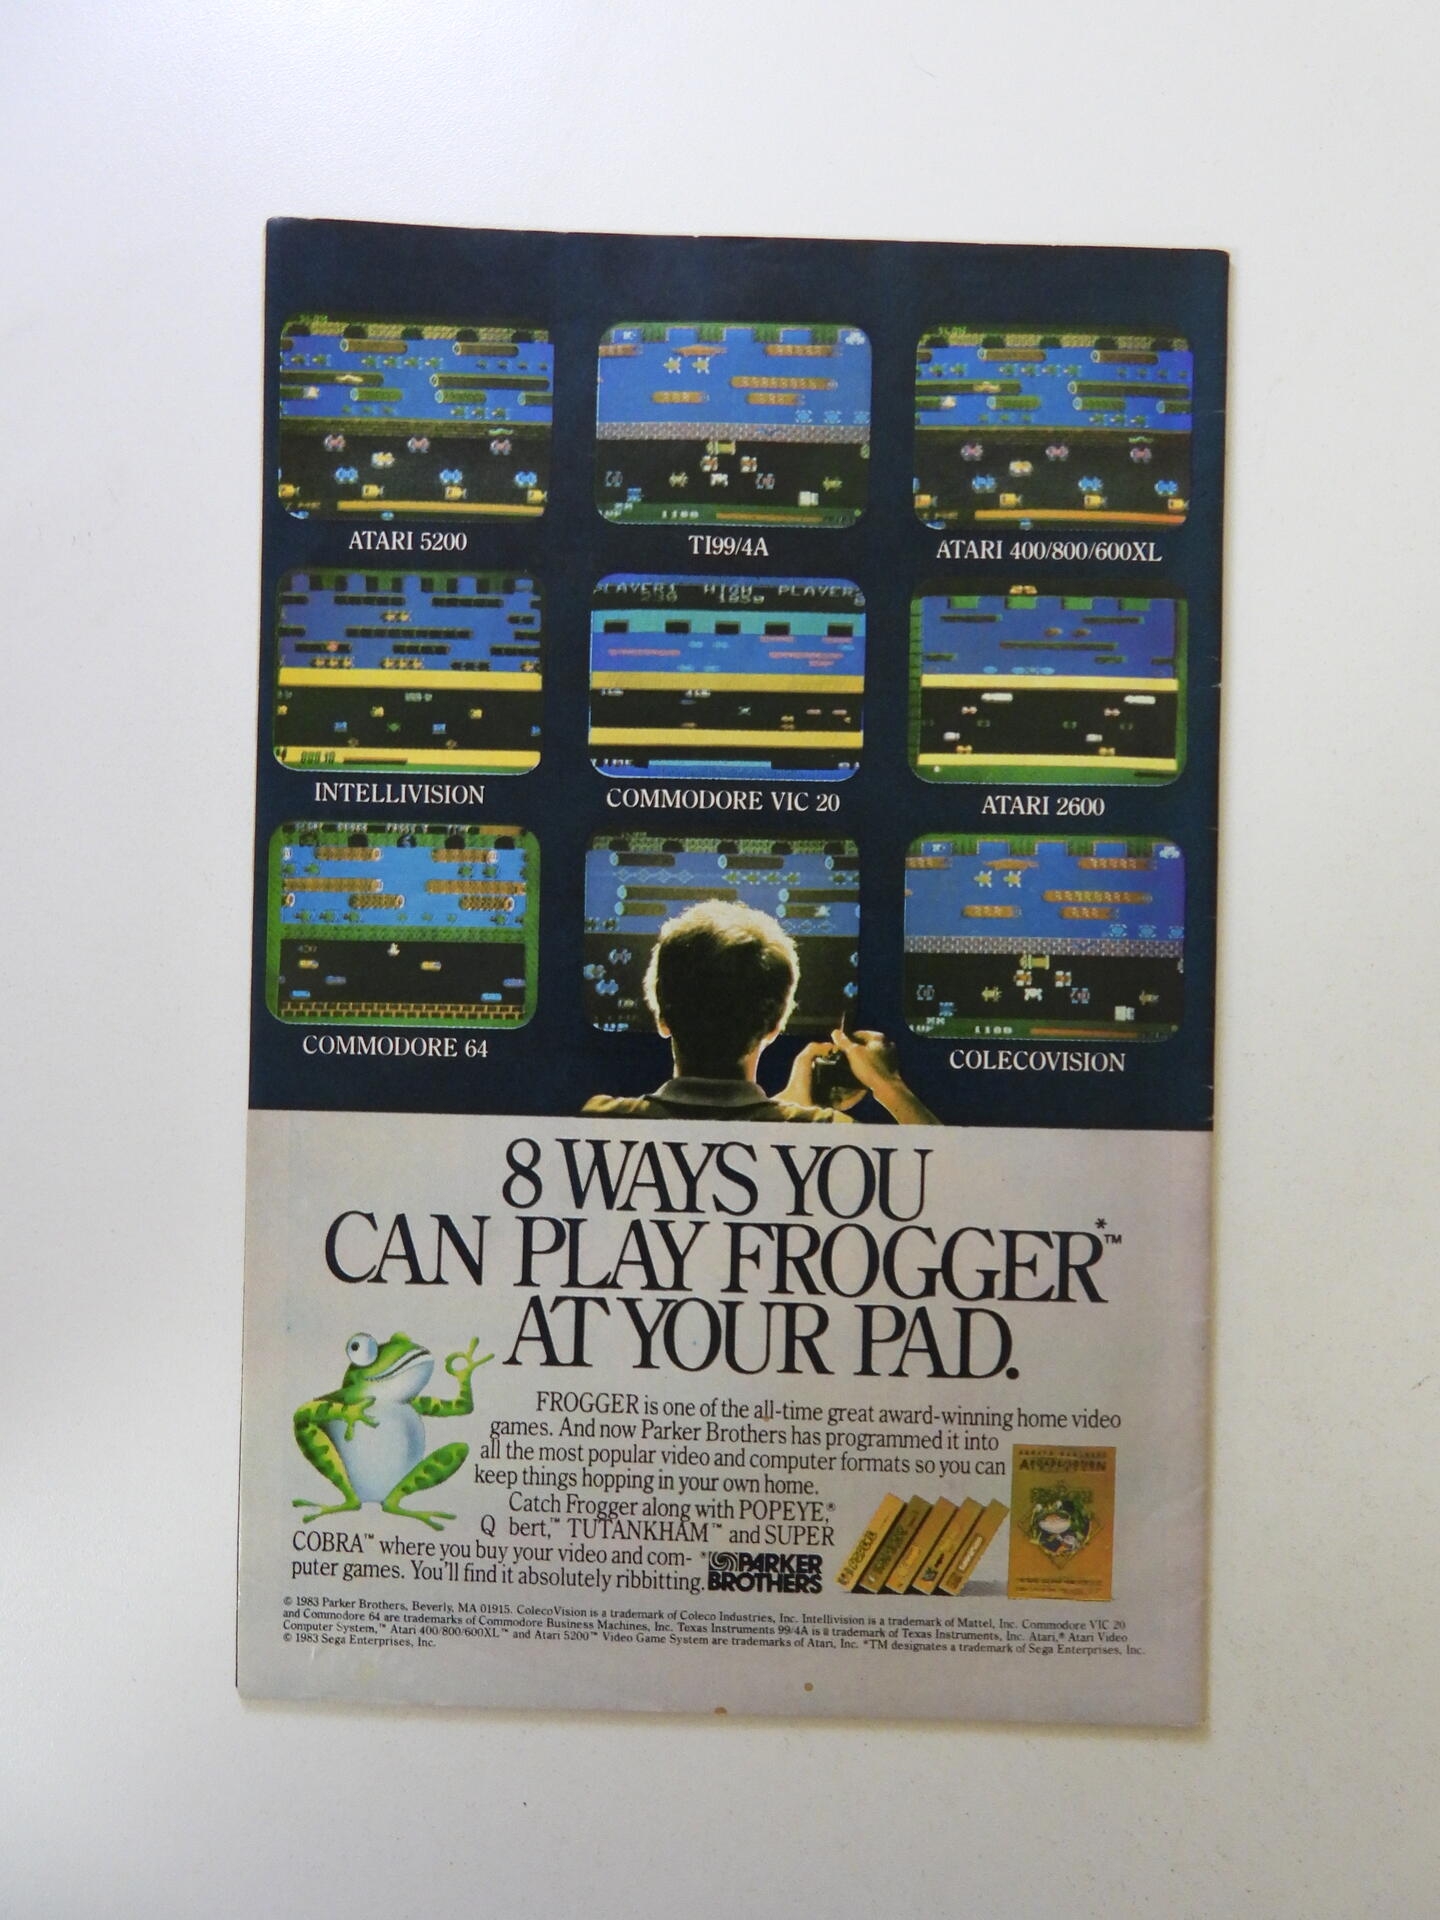 ATARI 5200
TI99/4A
ATARI 400/800/600XL
PLAYER1 HIGH PLAYER
INTELLIVISION
COMMODORE VIC 20
ATARI 2600
COMMODORE 64
1100
COLECOVISION
8 WAYS YOU
CAN PLAY FROGGER*™
AT YOUR PAD.
FROGGER is one of the all-time great award-winning home video
games. And now Parker Brothers has programmed it into
all the most popular video and computer formats so you can
keep things hopping in your own home.
Catch Frogger along with POPEYE,®
Q bert,™ TUTANKHAM™ and SUPER
COBRA™ where you buy your video and com-
puter games. You'll find it absolutely ribbitting.
PARKER
BROTHERS
© 1983 Parker Brothers, Beverly, MA 01915. ColecoVision is a trademark of Coleco Industries, Inc. Intellivision is a trademark of Mattel, Inc. Commodore VIC 20
and Commodore 64 are trademarks of Commodore Business Machines, Inc. Texas Instruments 99/4A is a trademark of Texas Instruments, Inc. Atari,® Atari Video
Computer System,™ Atari 400/800/600XL™ and Atari 5200™ Video Game System are trademarks of Atari, Inc. *TM designates a trademark of Sega Enterprises, Inc.
© 1983 Sega Enterprises, Inc.